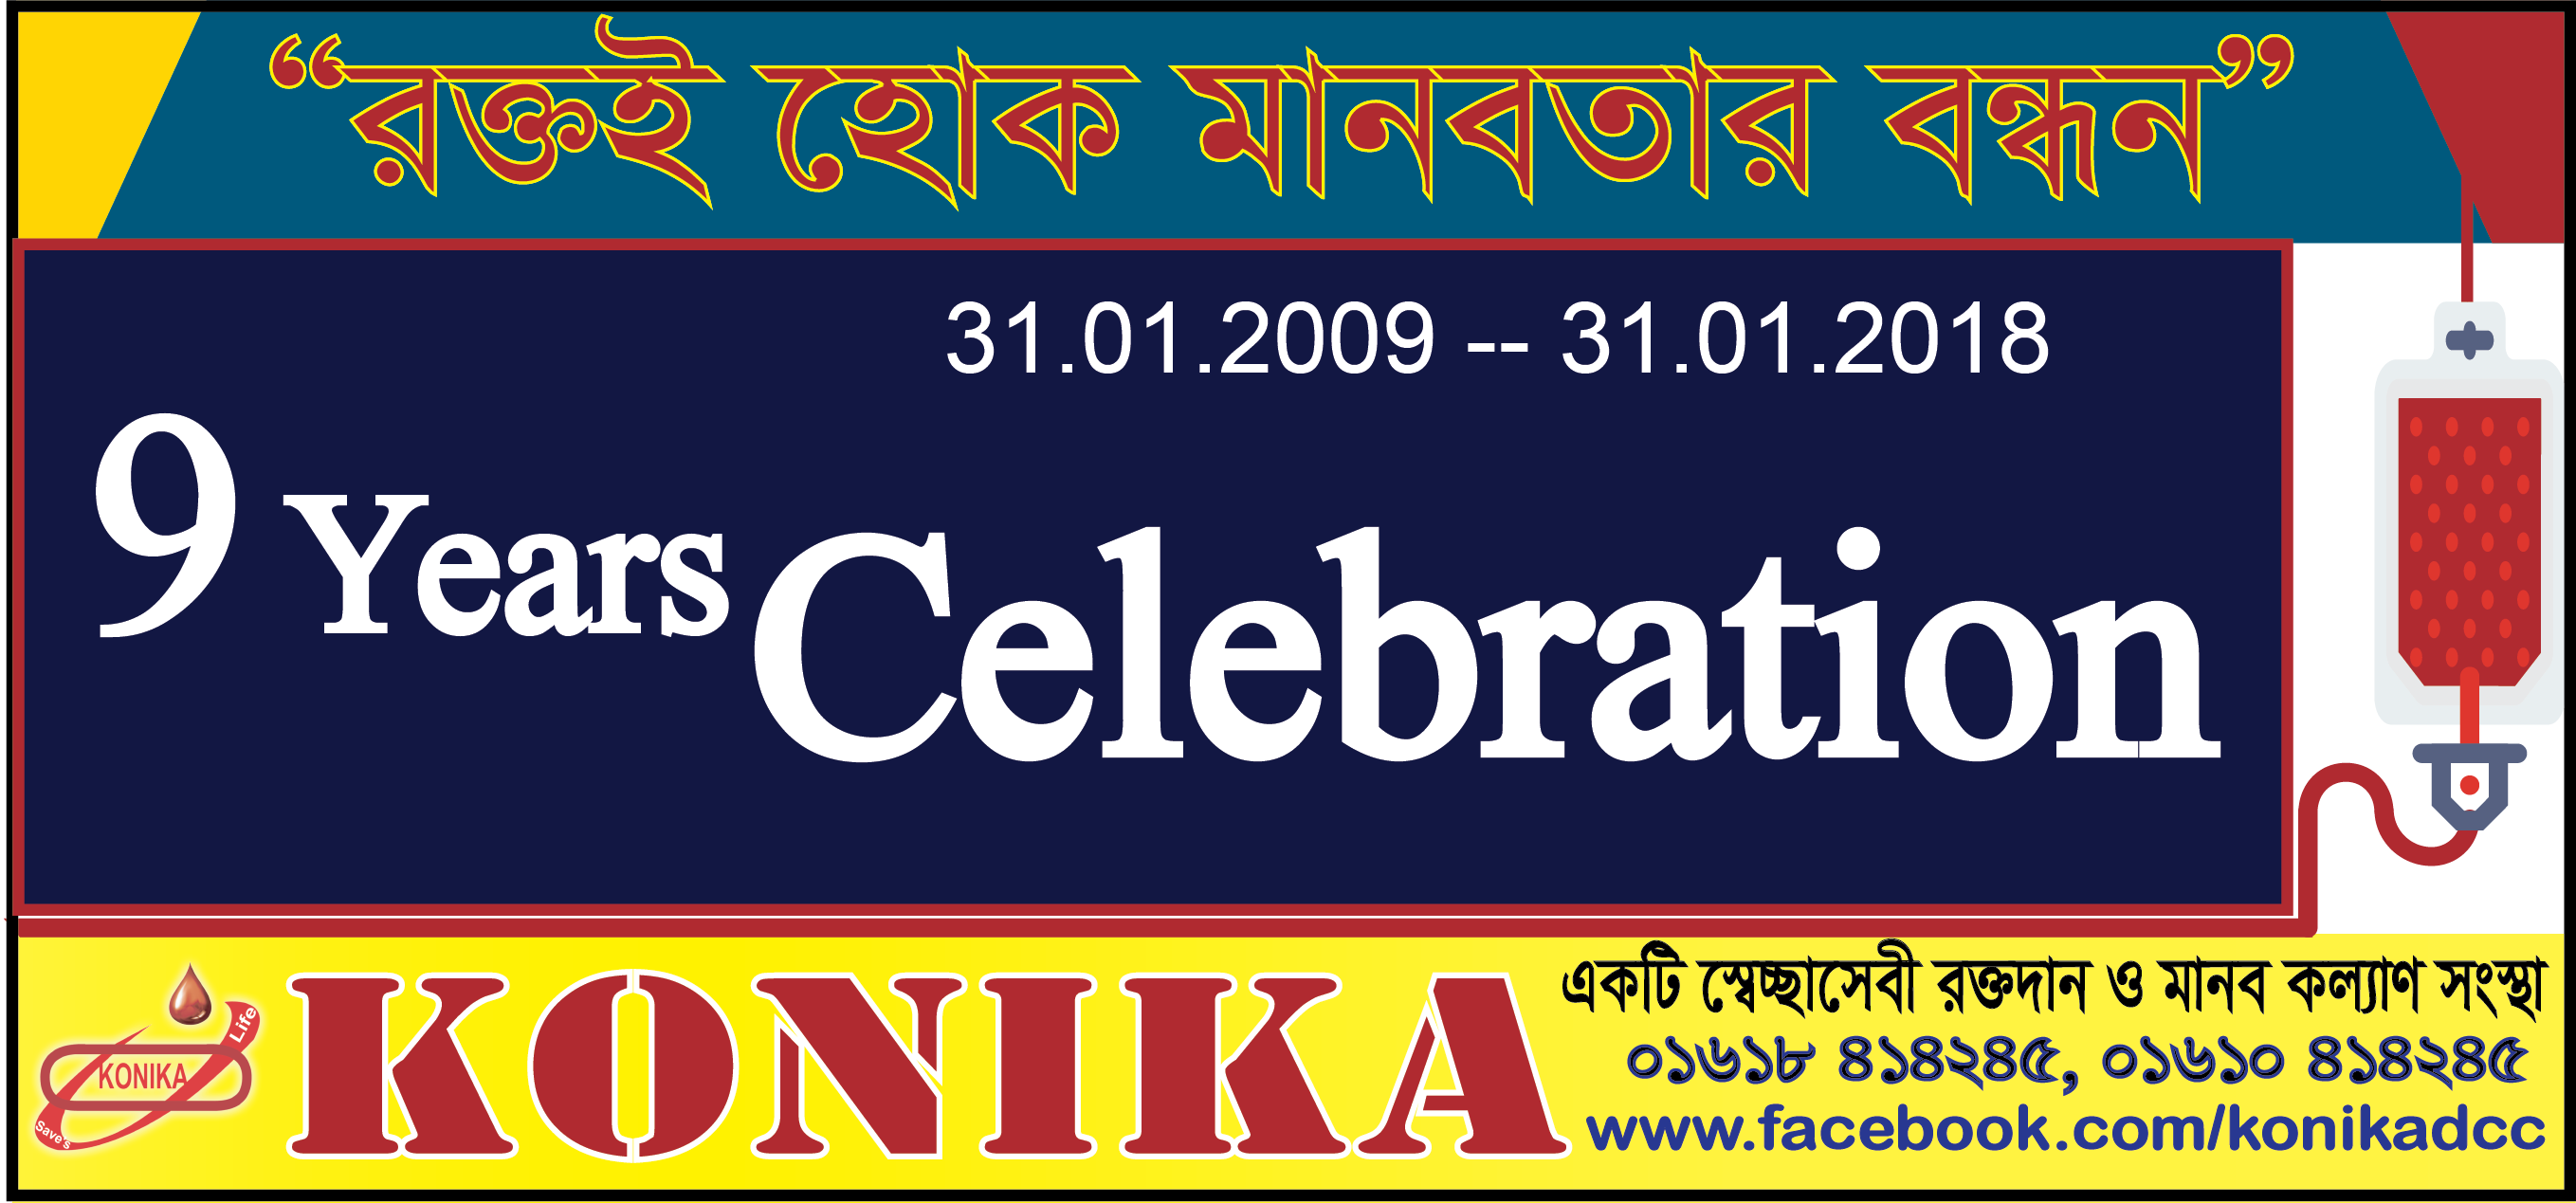 “রক্তই হোক মানবতার বন্ধন”
31.01.2009 -- 31.01.2018
9 Years Celebration
KONIKA
Life
KONIKA
Save's
একটি স্বেচ্ছাসেবী রক্তদান ও মানব কল্যাণ সংস্থা
০১৬১৮ ৪১৪২৪৫, ০১৬১০ ৪১৪২৪৫
www.facebook.com/konikadcc